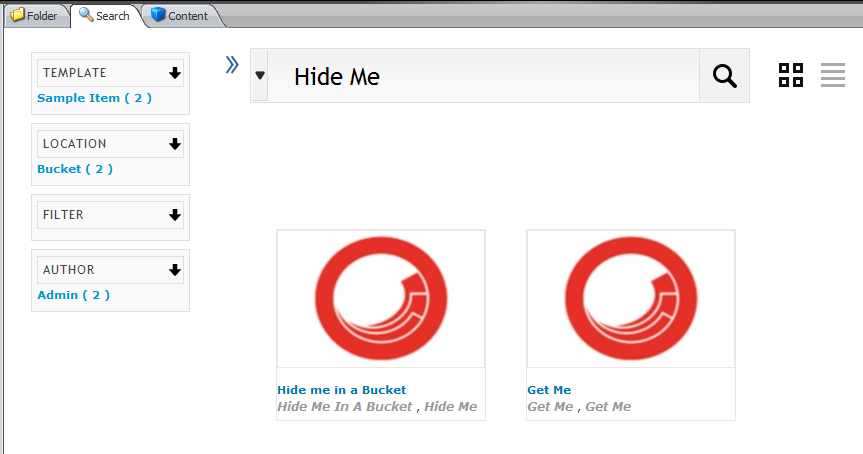 Folder Search Content
TEMPLATE
Sample Item ( 2 )
LOCATION
Bucket ( 2 )
FILTER
AUTHOR
Admin ( 2 )
Hide Me
Hide me in a Bucket
Hide Me In A Bucket , Hide Me
Get Me
Get Me , Get Me